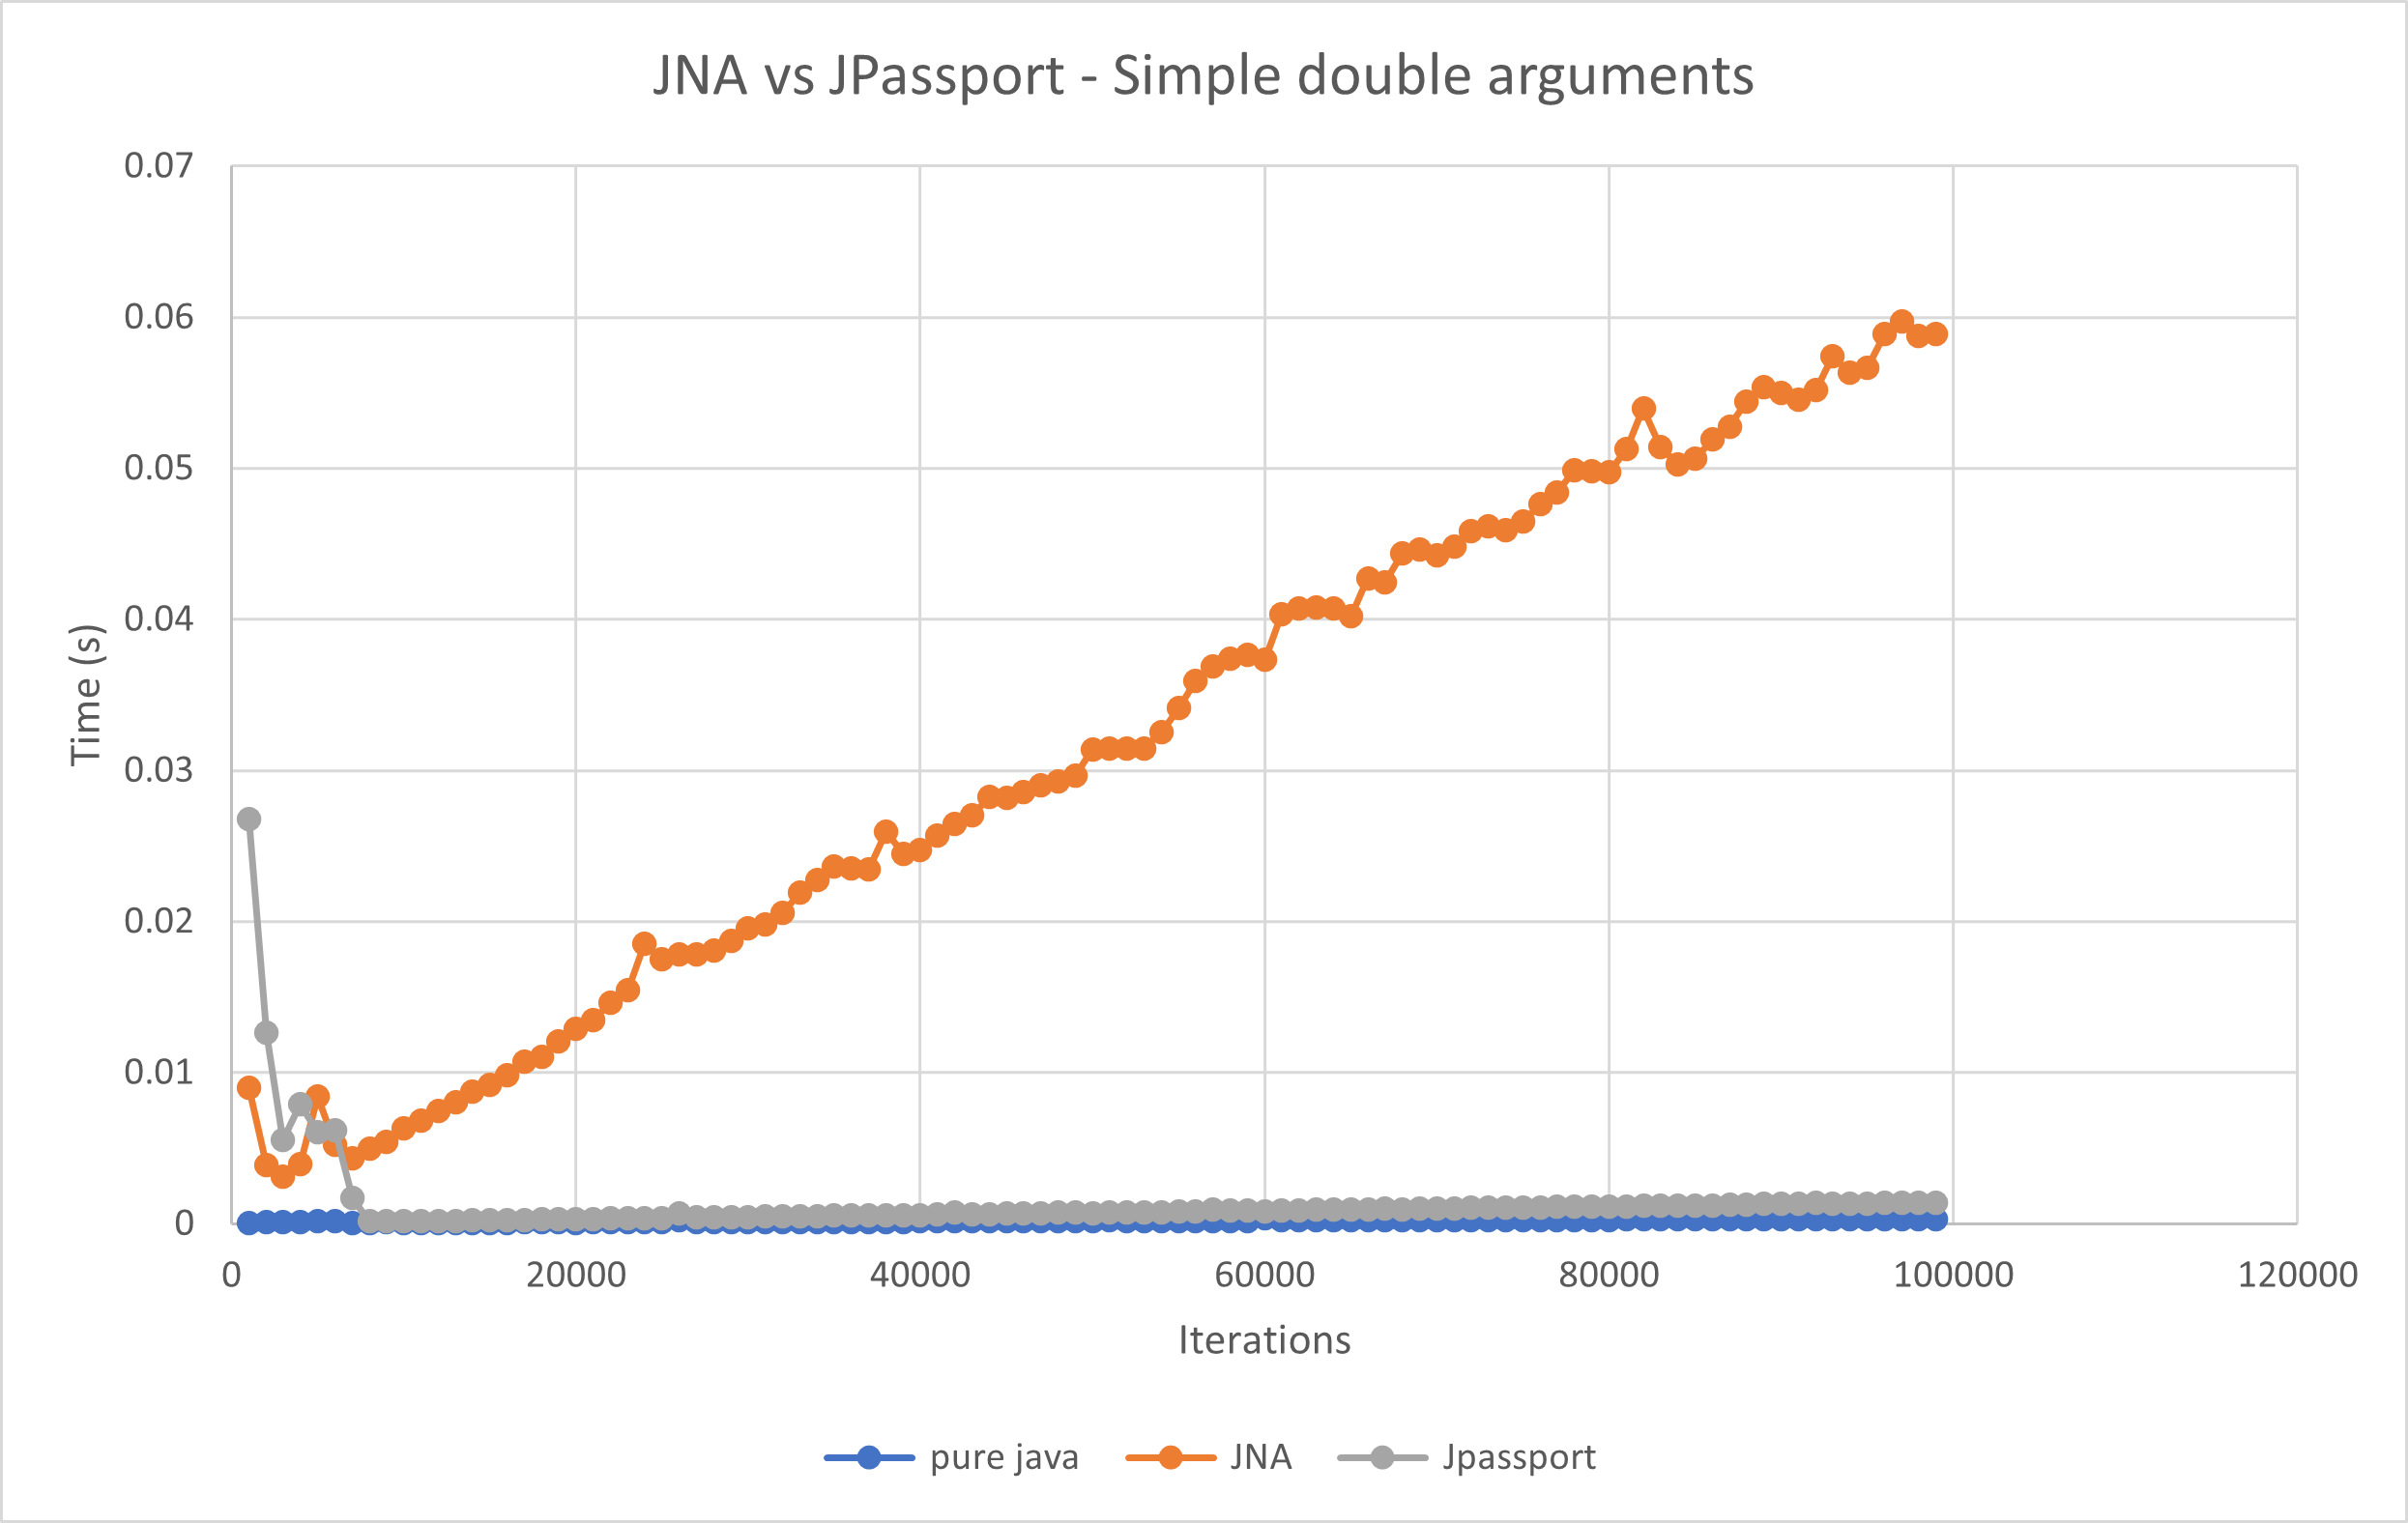 JNA vs JPassport - Simple double arguments
0.07
0.06
0.05
0.04
0.03
0.02
0.01
0
Time (s)
0 20000 40000 60000 80000 100000 120000
Iterations
pure java JNA Jpassport